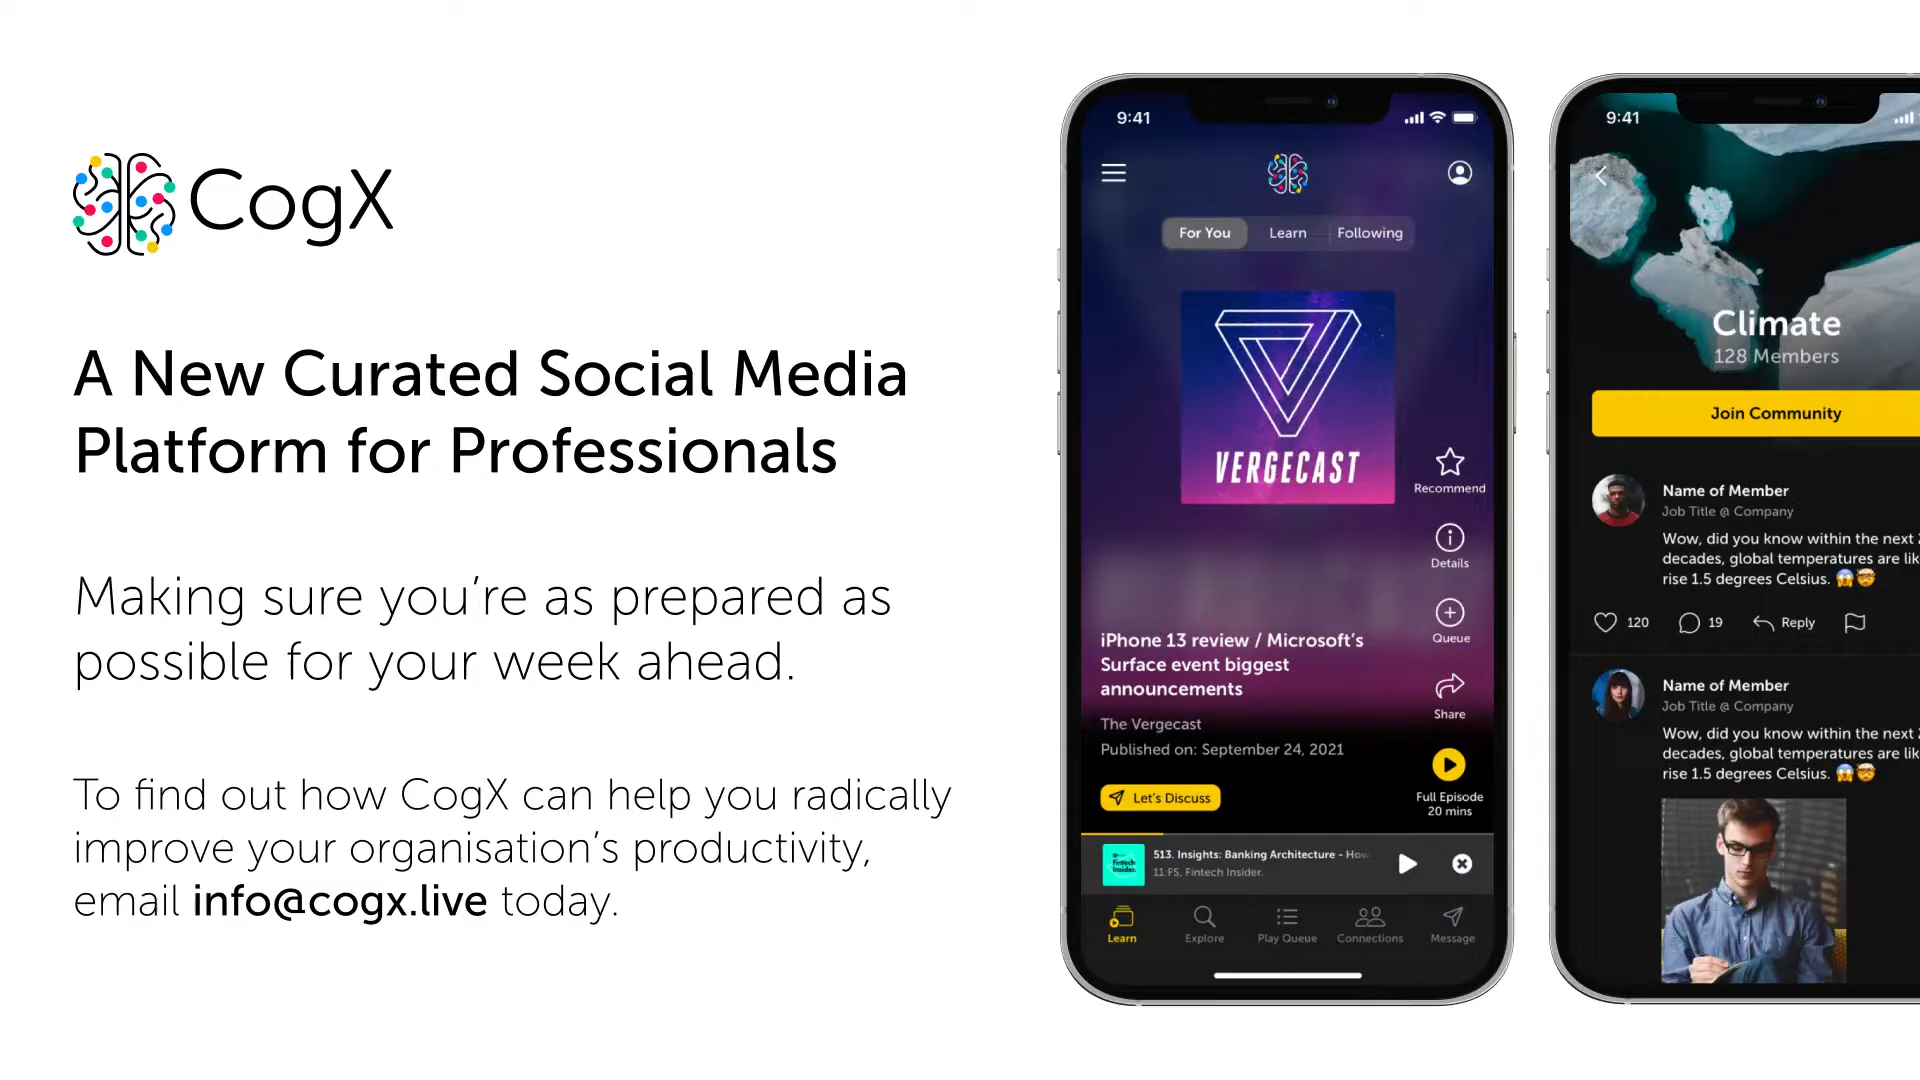 CogX
A New Curated Social Media
Platform for Professionals
Making sure you’re as prepared as
possible for your week ahead.
To find out how CogX can help you radically
improve your organisation’s productivity,
email info@cogx.live today.
9:41
For You
Learn
Following
VERGECAST
Recommend
Details
Queue
Share
iPhone 13 review / Microsoft’s
Surface event biggest
announcements
The Vergecast
Published on: September 24, 2021
Let’s Discuss
Full Episode
20 mins
Fintech
Insider.
513. Insights: Banking Architecture - How
11:FS, Fintech Insider.
Learn
Explore
Play Queue
Connections
Message
9:41
Climate
128 Members
Join Community
Name of Member
Job Title @ Company
Wow, did you know within the next
decades, global temperatures are lik
rise 1.5 degrees Celsius. 😱🤯
120
19
Reply
Name of Member
Job Title @ Company
Wow, did you know within the next
decades, global temperatures are lik
rise 1.5 degrees Celsius. 😱🤯